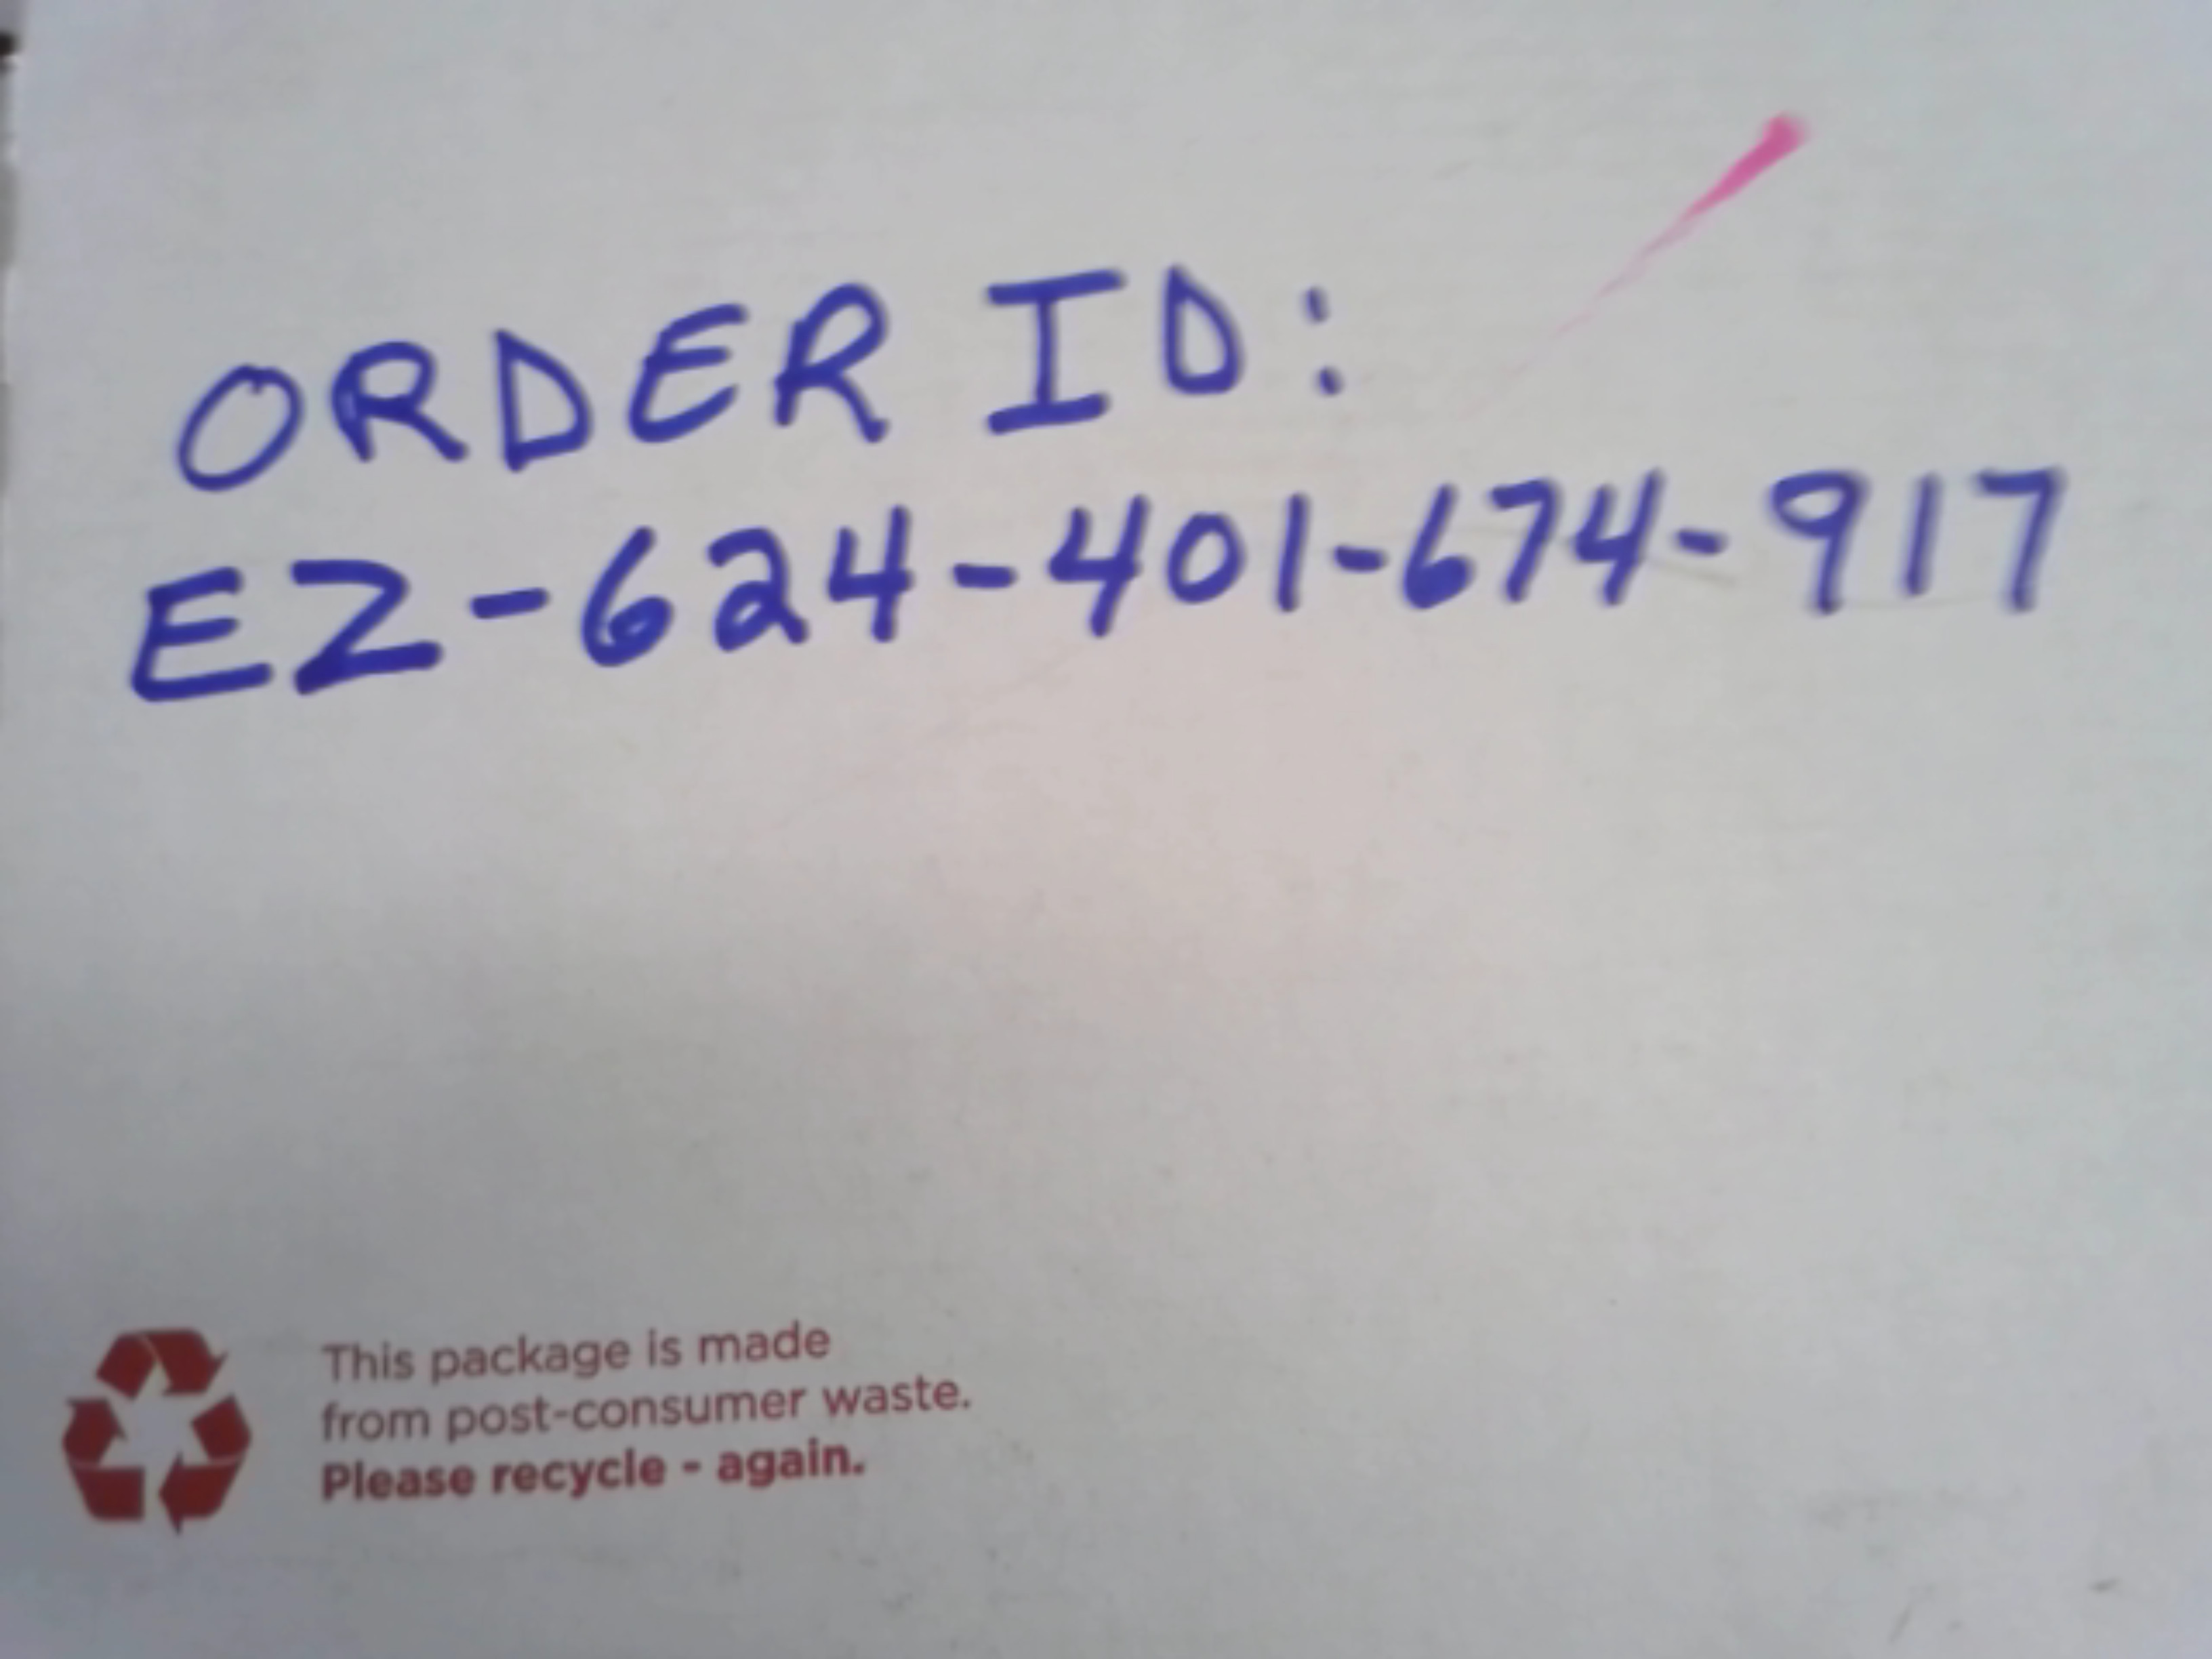 ORDER ID:
EZ-624-401-674-917
This package is made
from post-consumer waste.
Please recycle - again.